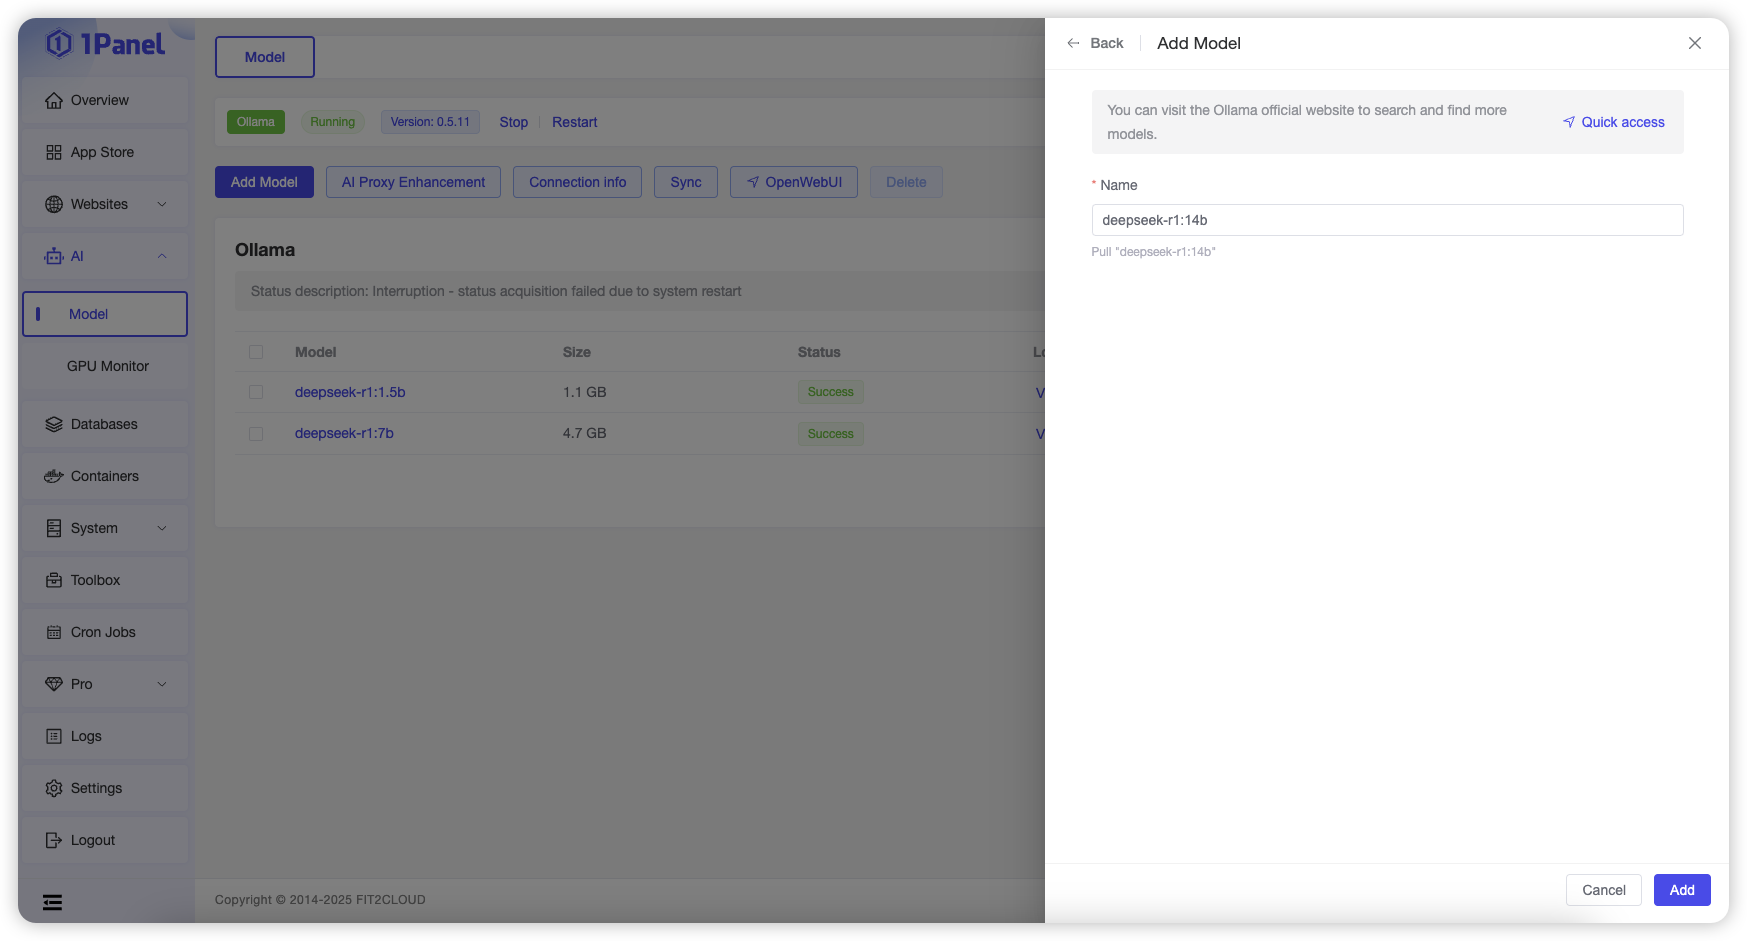 1Panel
Overview
App Store
Websites
AI
Model
GPU Monitor
Databases
Containers
System
Toolbox
Cron Jobs
Pro
Logs
Settings
Logout
Model
Ollama Running Version: 0.5.11 Stop Restart
Add Model AI Proxy Enhancement Connection info Sync OpenWebUI Delete
Ollama
Status description: Interruption - status acquisition failed due to system restart
Model Size Status
deepseek-r1:1.5b 1.1 GB Success
deepseek-r1:7b 4.7 GB Success
Copyright © 2014-2025 FIT2CLOUD
Back Add Model
You can visit the Ollama official website to search and find more
models.
Quick access
* Name
deepseek-r1:14b
Pull "deepseek-r1:14b"
Cancel Add